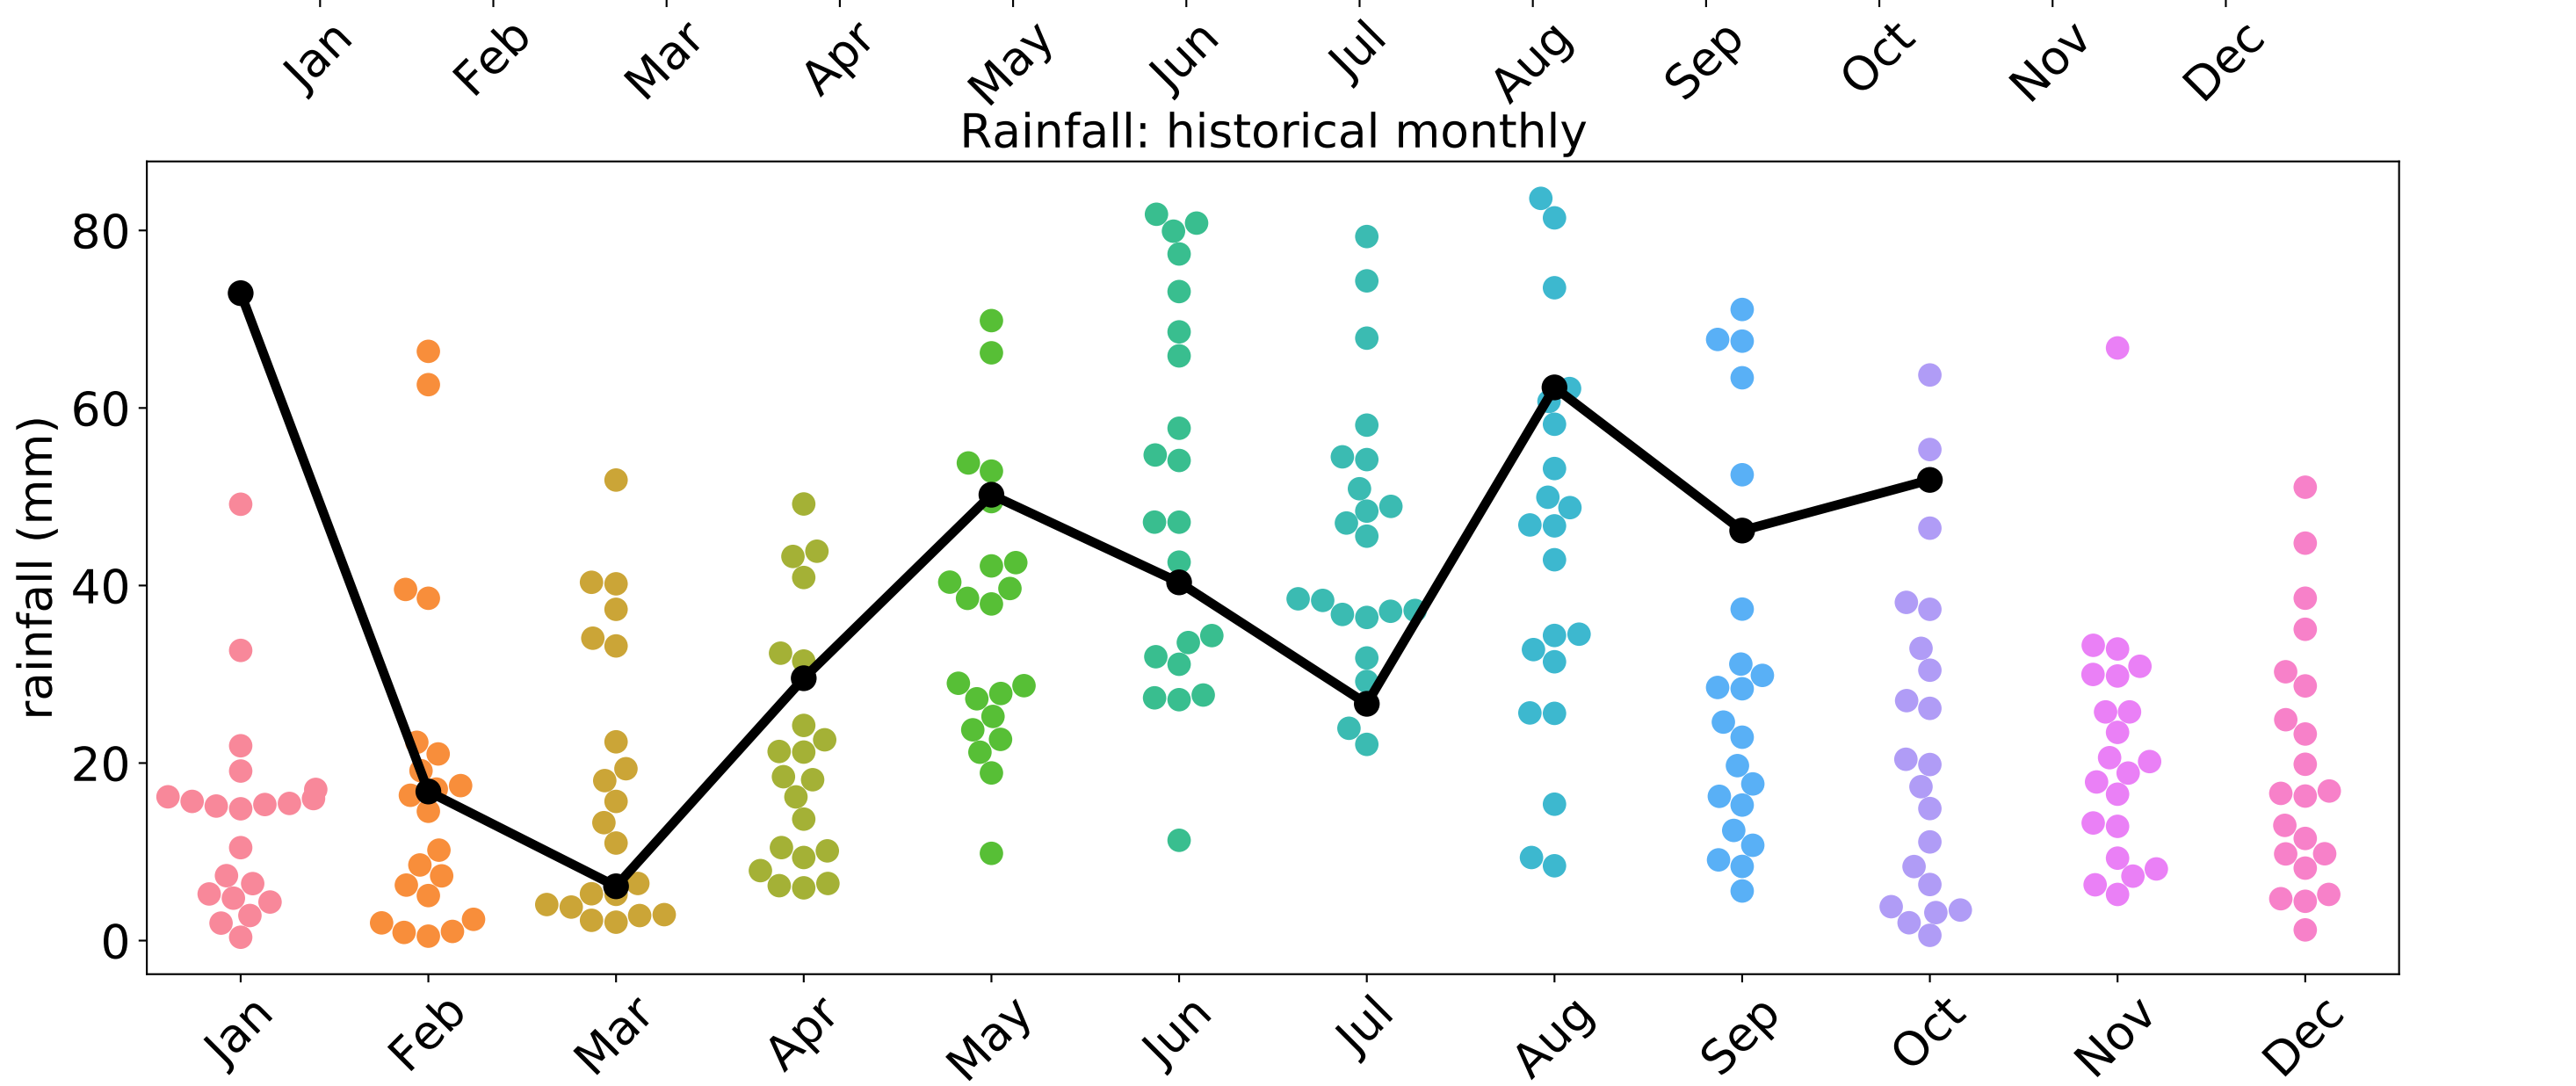 Jan Feb Mar Apr May Jun Jul Aug Sep Oct Nov Dec
Rainfall: historical monthly
80
60
40
20
0
rainfall (mm)
Jan Feb Mar Apr May Jun Jul Aug Sep Oct Nov Dec